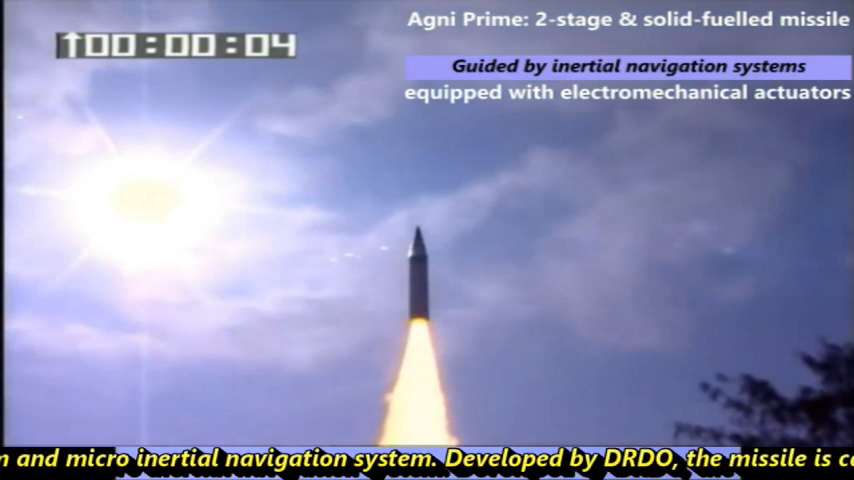 Agni Prime: 2-stage & solid-fuelled missile
↑00:00:04
Guided by inertial navigation systems
equipped with electromechanical actuators
and micro inertial navigation system. Developed by DRDO, the missile is